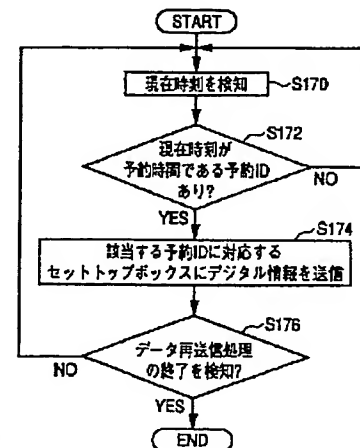 START
現在時刻を検知
S170
S172
現在時刻が
予約時間である予約ID
あり?
NO
YES
S174
該当する予約IDに対応する
セットトップボックスにデジタル情報を送信
S176
データ再送信処理
の終了を検知?
NO
YES
END